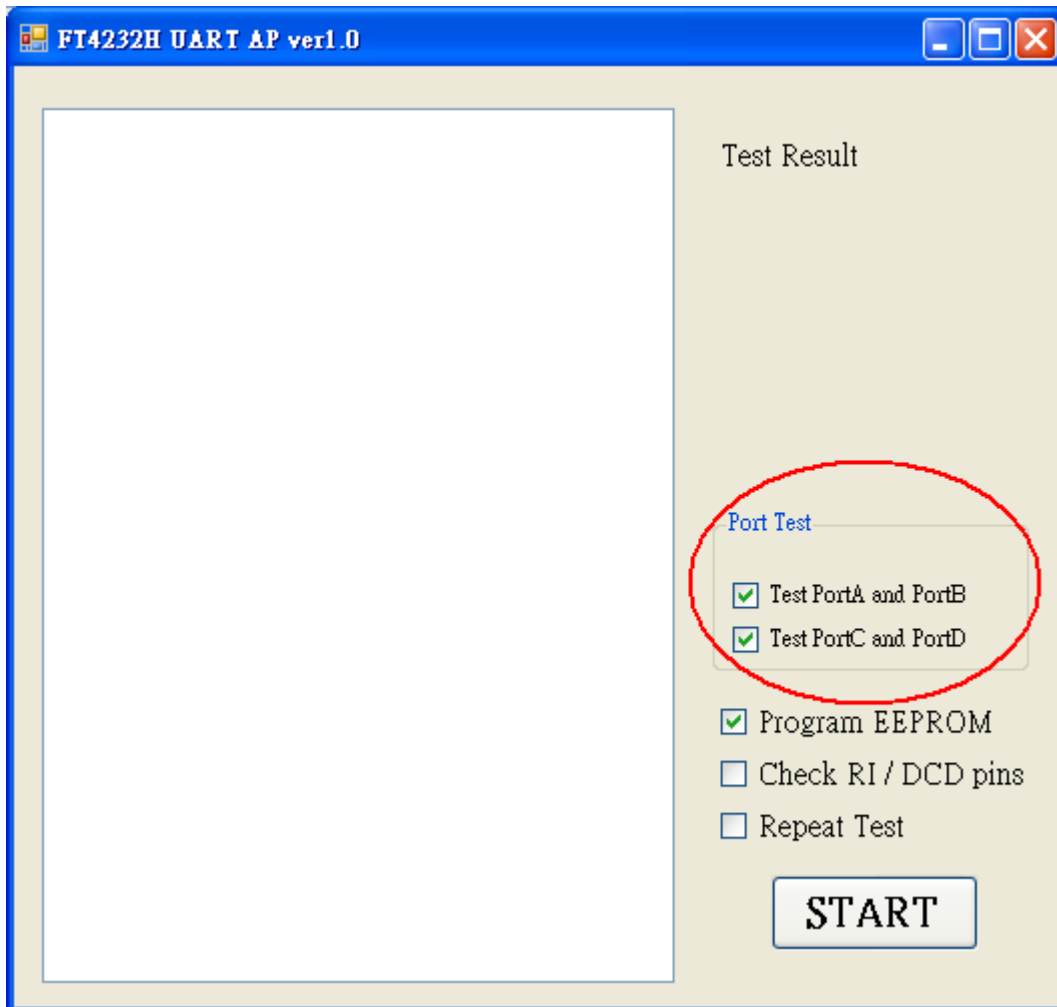 FT4232H UART AP ver1.0
Test Result
Port Test
Test PortA and PortB
Test PortC and PortD
Program EEPROM
Check RI / DCD pins
Repeat Test
START